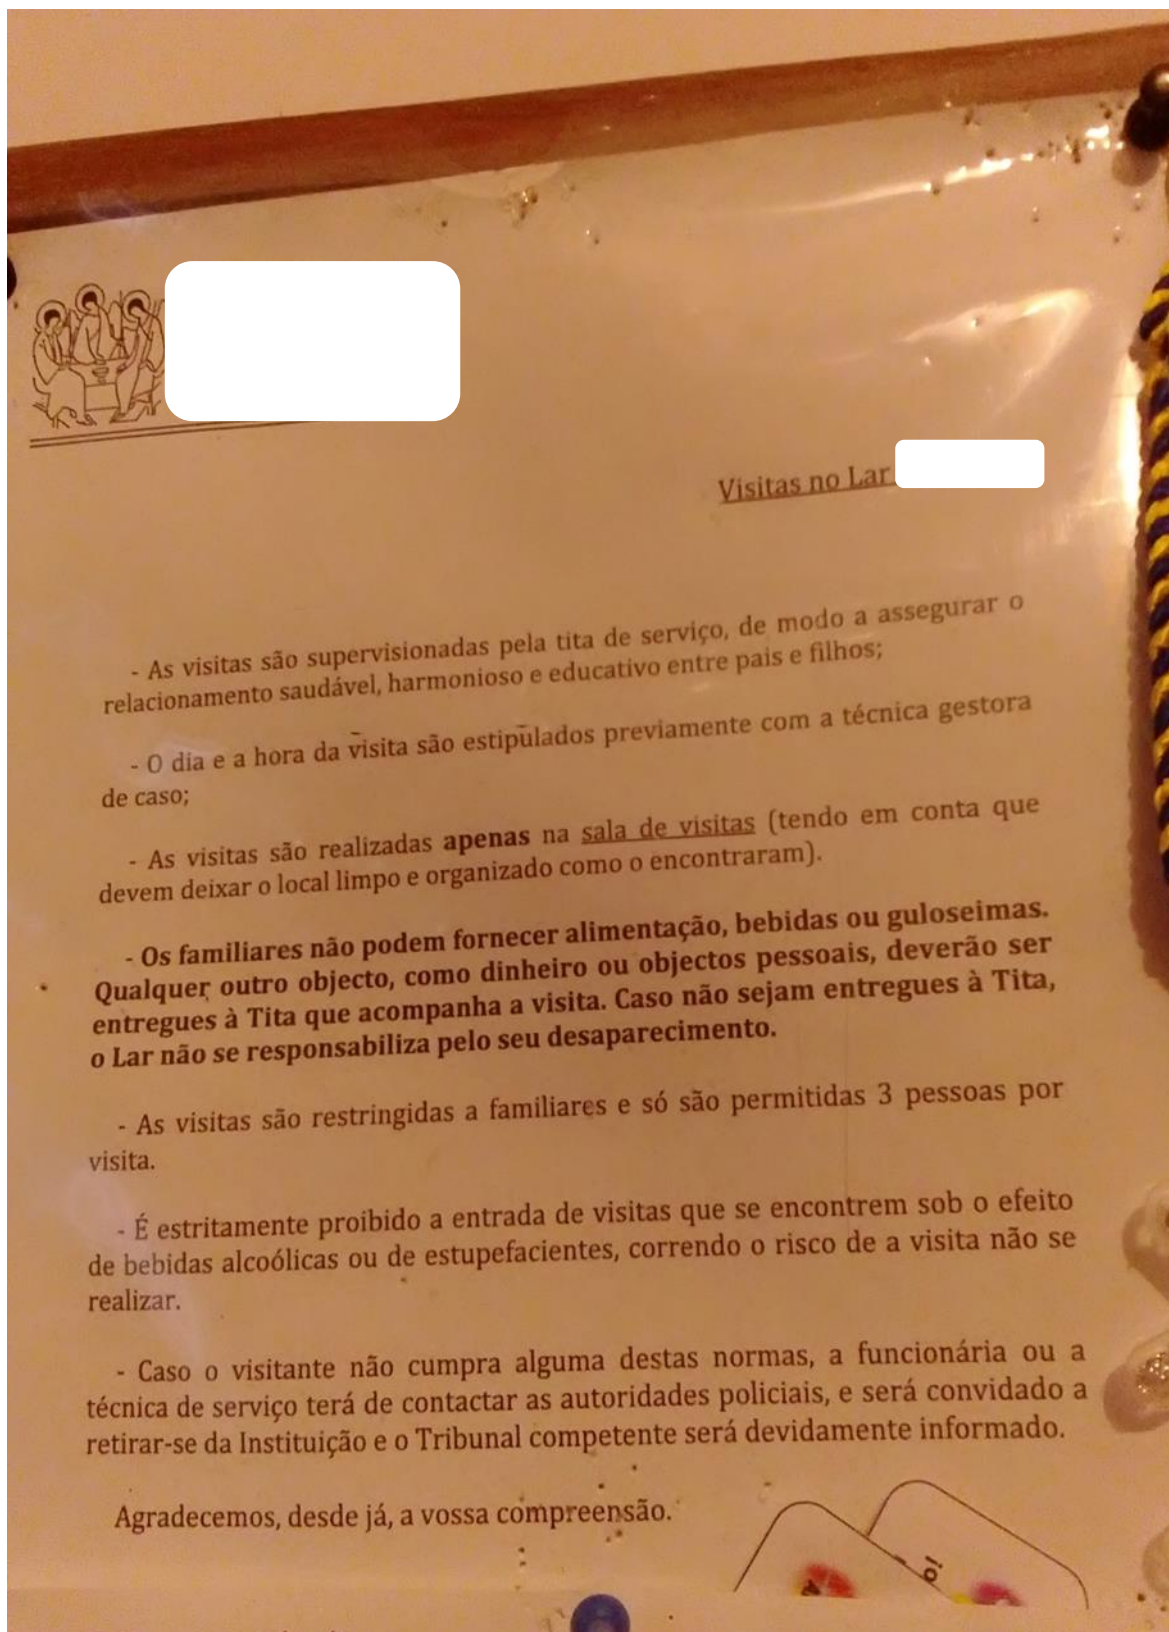 Visitas no Lar
- As visitas são supervisionadas pela tita de serviço, de modo a assegurar o
relacionamento saudável, harmonioso e educativo entre pais e filhos;
- O dia e a hora da visita são estipulados previamente com a técnica gestora
de caso;
- As visitas são realizadas apenas na sala de visitas (tendo em conta que
devem deixar o local limpo e organizado como o encontraram).
- Os familiares não podem fornecer alimentação, bebidas ou guloseimas.
Qualquer outro objecto, como dinheiro ou objectos pessoais, deverão ser
entregues à Tita que acompanha a visita. Caso não sejam entregues à Tita,
o Lar não se responsabiliza pelo seu desaparecimento.
- As visitas são restringidas a familiares e só são permitidas 3 pessoas por
visita.
- É estritamente proibido a entrada de visitas que se encontrem sob o efeito
de bebidas alcoólicas ou de estupefacientes, correndo o risco de a visita não se
realizar.
- Caso o visitante não cumpra alguma destas normas, a funcionária ou a
técnica de serviço terá de contactar as autoridades policiais, e será convidado a
retirar-se da Instituição e o Tribunal competente será devidamente informado.
Agradecemos, desde já, a vossa compreensão.